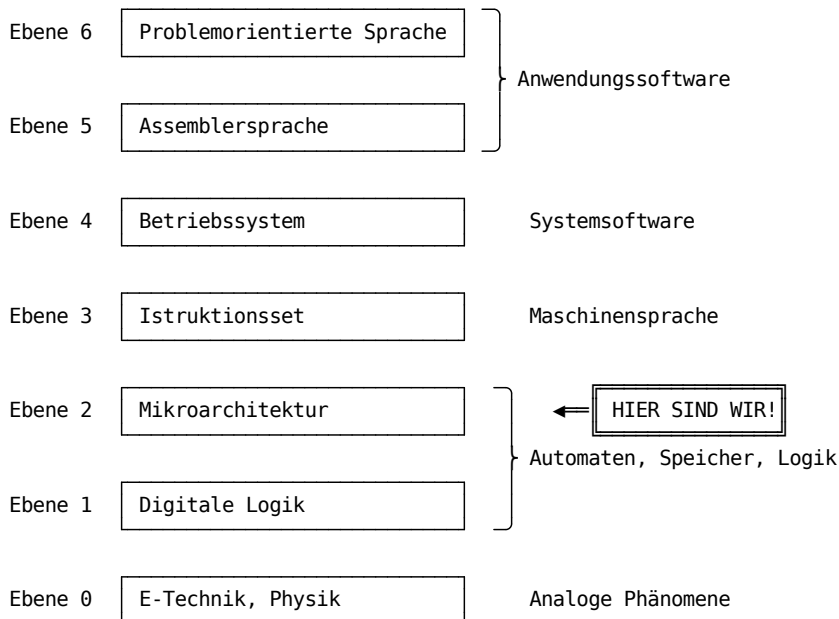 Ebene 6 Problemorientierte Sprache
Anwendungssoftware
Ebene 5 Assemblersprache
Ebene 4 Betriebssystem Systemsoftware
Ebene 3 Istruktionsset Maschinensprache
Ebene 2 Mikroarchitektur HIER SIND WIR!
Automaten, Speicher, Logik
Ebene 1 Digitale Logik
Ebene 0 E-Technik, Physik Analoge Phänomene